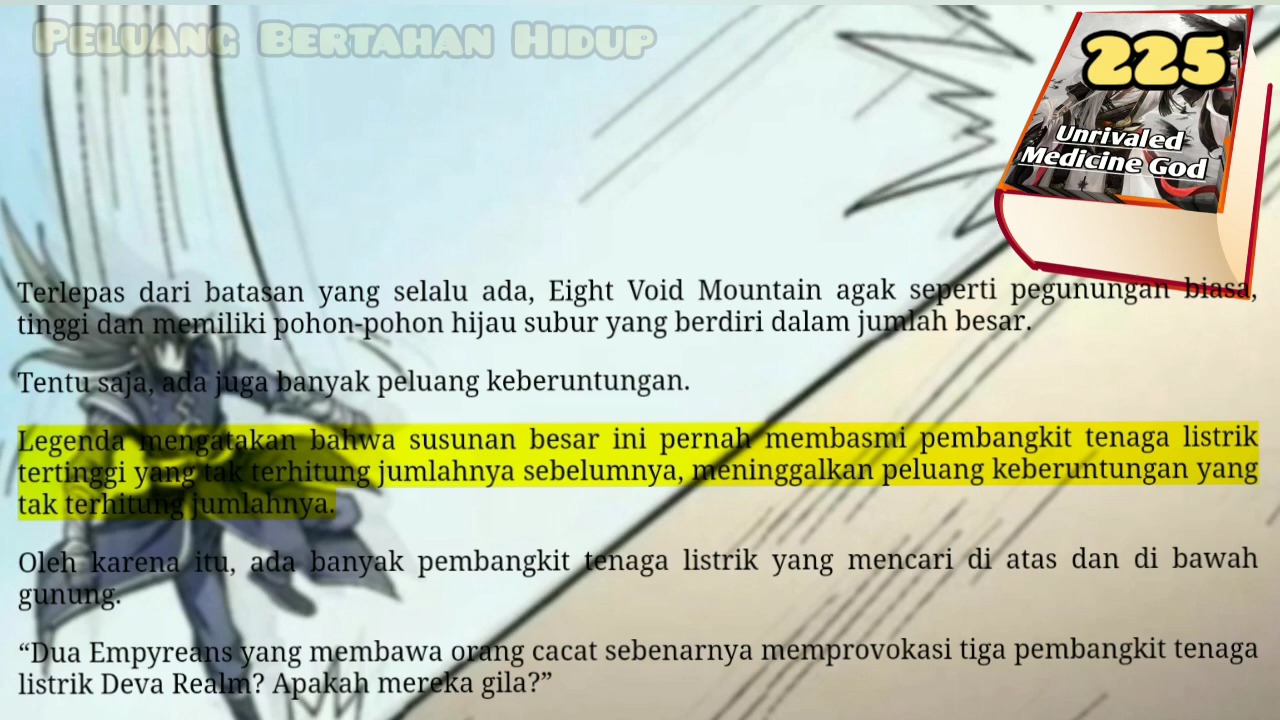 Peluang Bertahan Hidup
225
Unrivaled
Medicine God
Terlepas dari batasan yang selalu ada, Eight Void Mountain agak seperti pegunungan biasa,
tinggi dan memiliki pohon-pohon hijau subur yang berdiri dalam jumlah besar.
Tentu saja, ada juga banyak peluang keberuntungan.
Legenda mengatakan bahwa susunan besar ini pernah membasmi pembangkit tenaga listrik
tertinggi yang tak terhitung jumlahnya sebelumnya, meninggalkan peluang keberuntungan yang
tak terhitung jumlahnya.
Oleh karena itu, ada banyak pembangkit tenaga listrik yang mencari di atas dan di bawah
gunung.
“Dua Empyreans yang membawa orang cacat sebenarnya memprovokasi tiga pembangkit tenaga
listrik Deva Realm? Apakah mereka gila?”